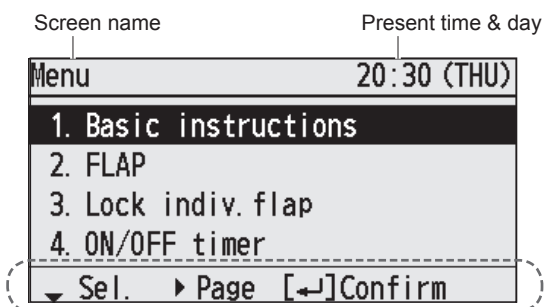 Screen name Present time & day
Menu 20:30 (THU)
1. Basic instructions
2. FLAP
3. Lock indiv. flap
4. ON/OFF timer
Sel. Page [↵]Confirm